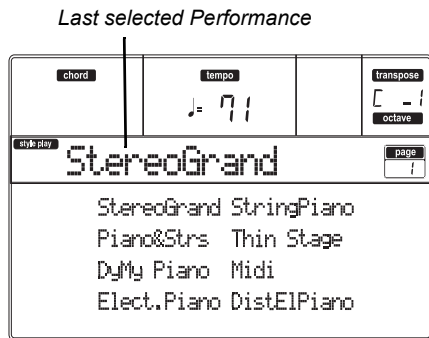 Last selected Performance
chord tempo transpose
♩= 71 C _1
octave
style play StereoGrand page
1
StereoGrand StringPiano
Piano&Strs Thin Stage
DyMy Piano Midi
Elect.Piano DistElPiano